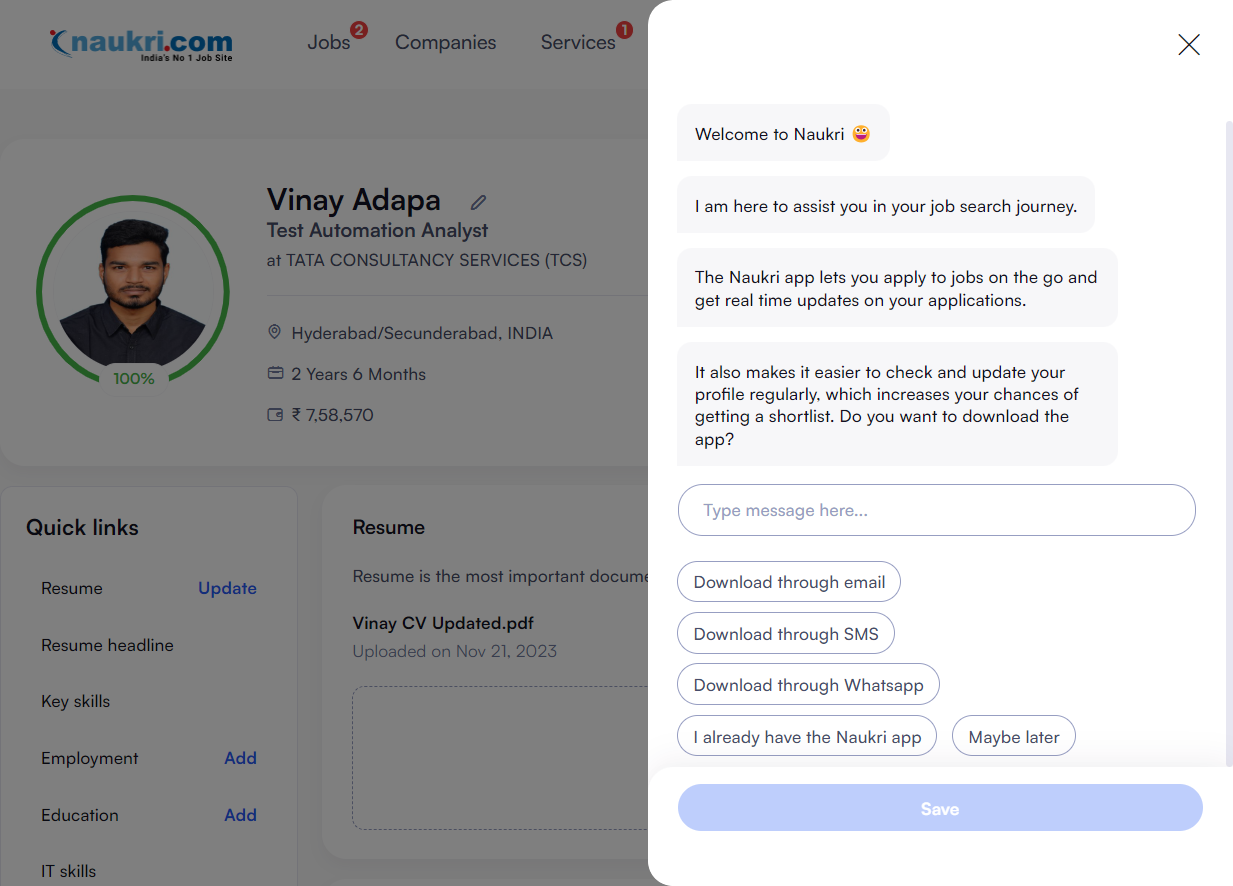 naukri.com
India's No 1 Job Site
Jobs 2
Companies
Services 1
Vinay Adapa
Test Automation Analyst
at TATA CONSULTANCY SERVICES (TCS)
Hyderabad/Secunderabad, INDIA
2 Years 6 Months
₹ 7,58,570
100%
Quick links
Resume Update
Resume headline
Key skills
Employment Add
Education Add
IT skills
Resume
Resume is the most important docume
Vinay CV Updated.pdf
Uploaded on Nov 21, 2023
Welcome to Naukri 😀
I am here to assist you in your job search journey.
The Naukri app lets you apply to jobs on the go and
get real time updates on your applications.
It also makes it easier to check and update your
profile regularly, which increases your chances of
getting a shortlist. Do you want to download the
app?
Type message here...
Download through email
Download through SMS
Download through Whatsapp
I already have the Naukri app
Maybe later
Save